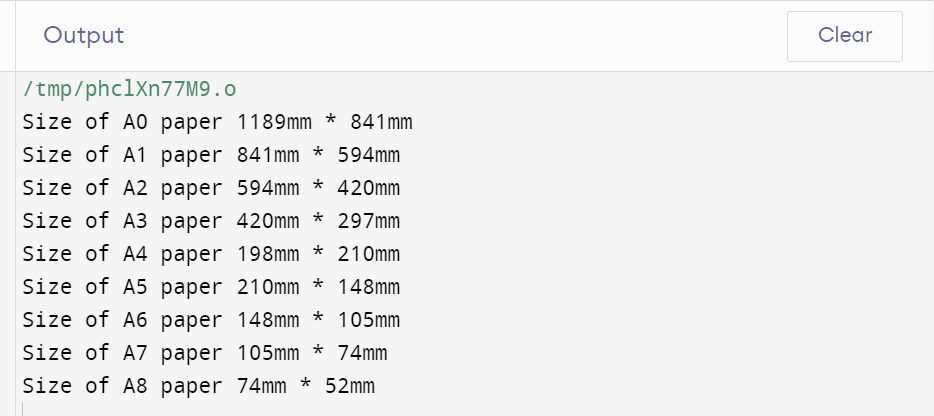 Output
Clear
/tmp/phclXn77M9.o
Size of A0 paper 1189mm * 841mm
Size of A1 paper 841mm * 594mm
Size of A2 paper 594mm * 420mm
Size of A3 paper 420mm * 297mm
Size of A4 paper 198mm * 210mm
Size of A5 paper 210mm * 148mm
Size of A6 paper 148mm * 105mm
Size of A7 paper 105mm * 74mm
Size of A8 paper 74mm * 52mm